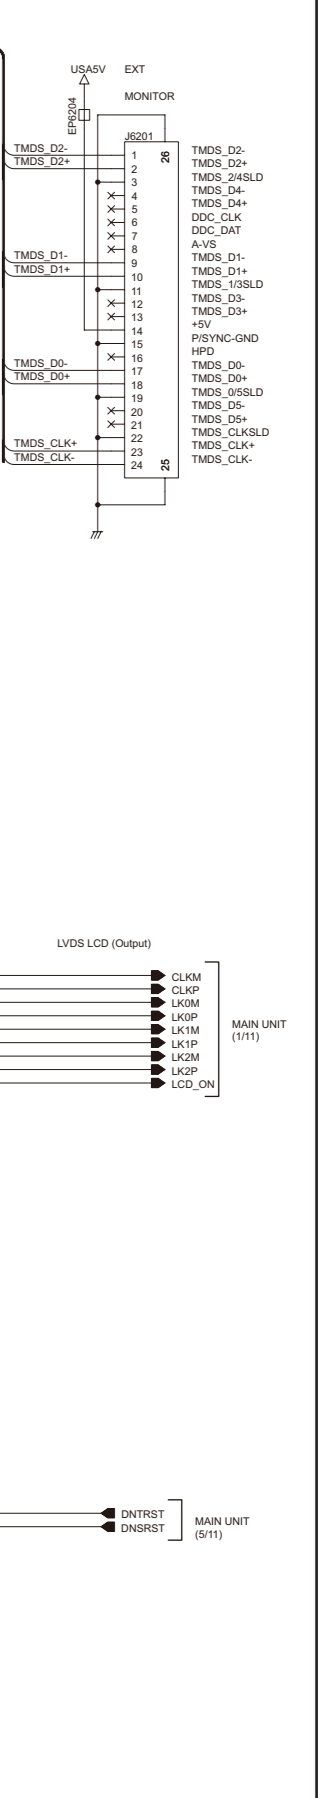 USA5V EXT
MONITOR
EP6204
J6201
TMDS_D2- 1 26 TMDS_D2-
TMDS_D2+ 2 TMDS_D2+
3 TMDS_2/4SLD
4 TMDS_D4-
5 TMDS_D4+
6 DDC_CLK
7 DDC_DAT
8 A-VS
TMDS_D1- 9 TMDS_D1-
TMDS_D1+ 10 TMDS_D1+
11 TMDS_1/3SLD
12 TMDS_D3-
13 TMDS_D3+
14 +5V
15 P/SYNC-GND
16 HPD
TMDS_D0- 17 TMDS_D0-
TMDS_D0+ 18 TMDS_D0+
19 TMDS_0/5SLD
20 TMDS_D5-
21 TMDS_D5+
22 TMDS_CLKSLD
TMDS_CLK+ 23 TMDS_CLK+
TMDS_CLK- 24 25 TMDS_CLK-
LVDS LCD (Output)
CLKM
CLKP
LK0M
LK0P
LK1M
LK1P
LK2M
LK2P
LCD_ON
MAIN UNIT
(1/11)
DNTRST
DNSRST
MAIN UNIT
(5/11)